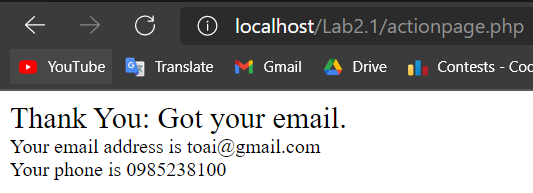 localhost/Lab2.1/actionpage.php
YouTube Translate Gmail Drive Contests - Coc
Thank You: Got your email.
Your email address is toai@gmail.com
Your phone is 0985238100